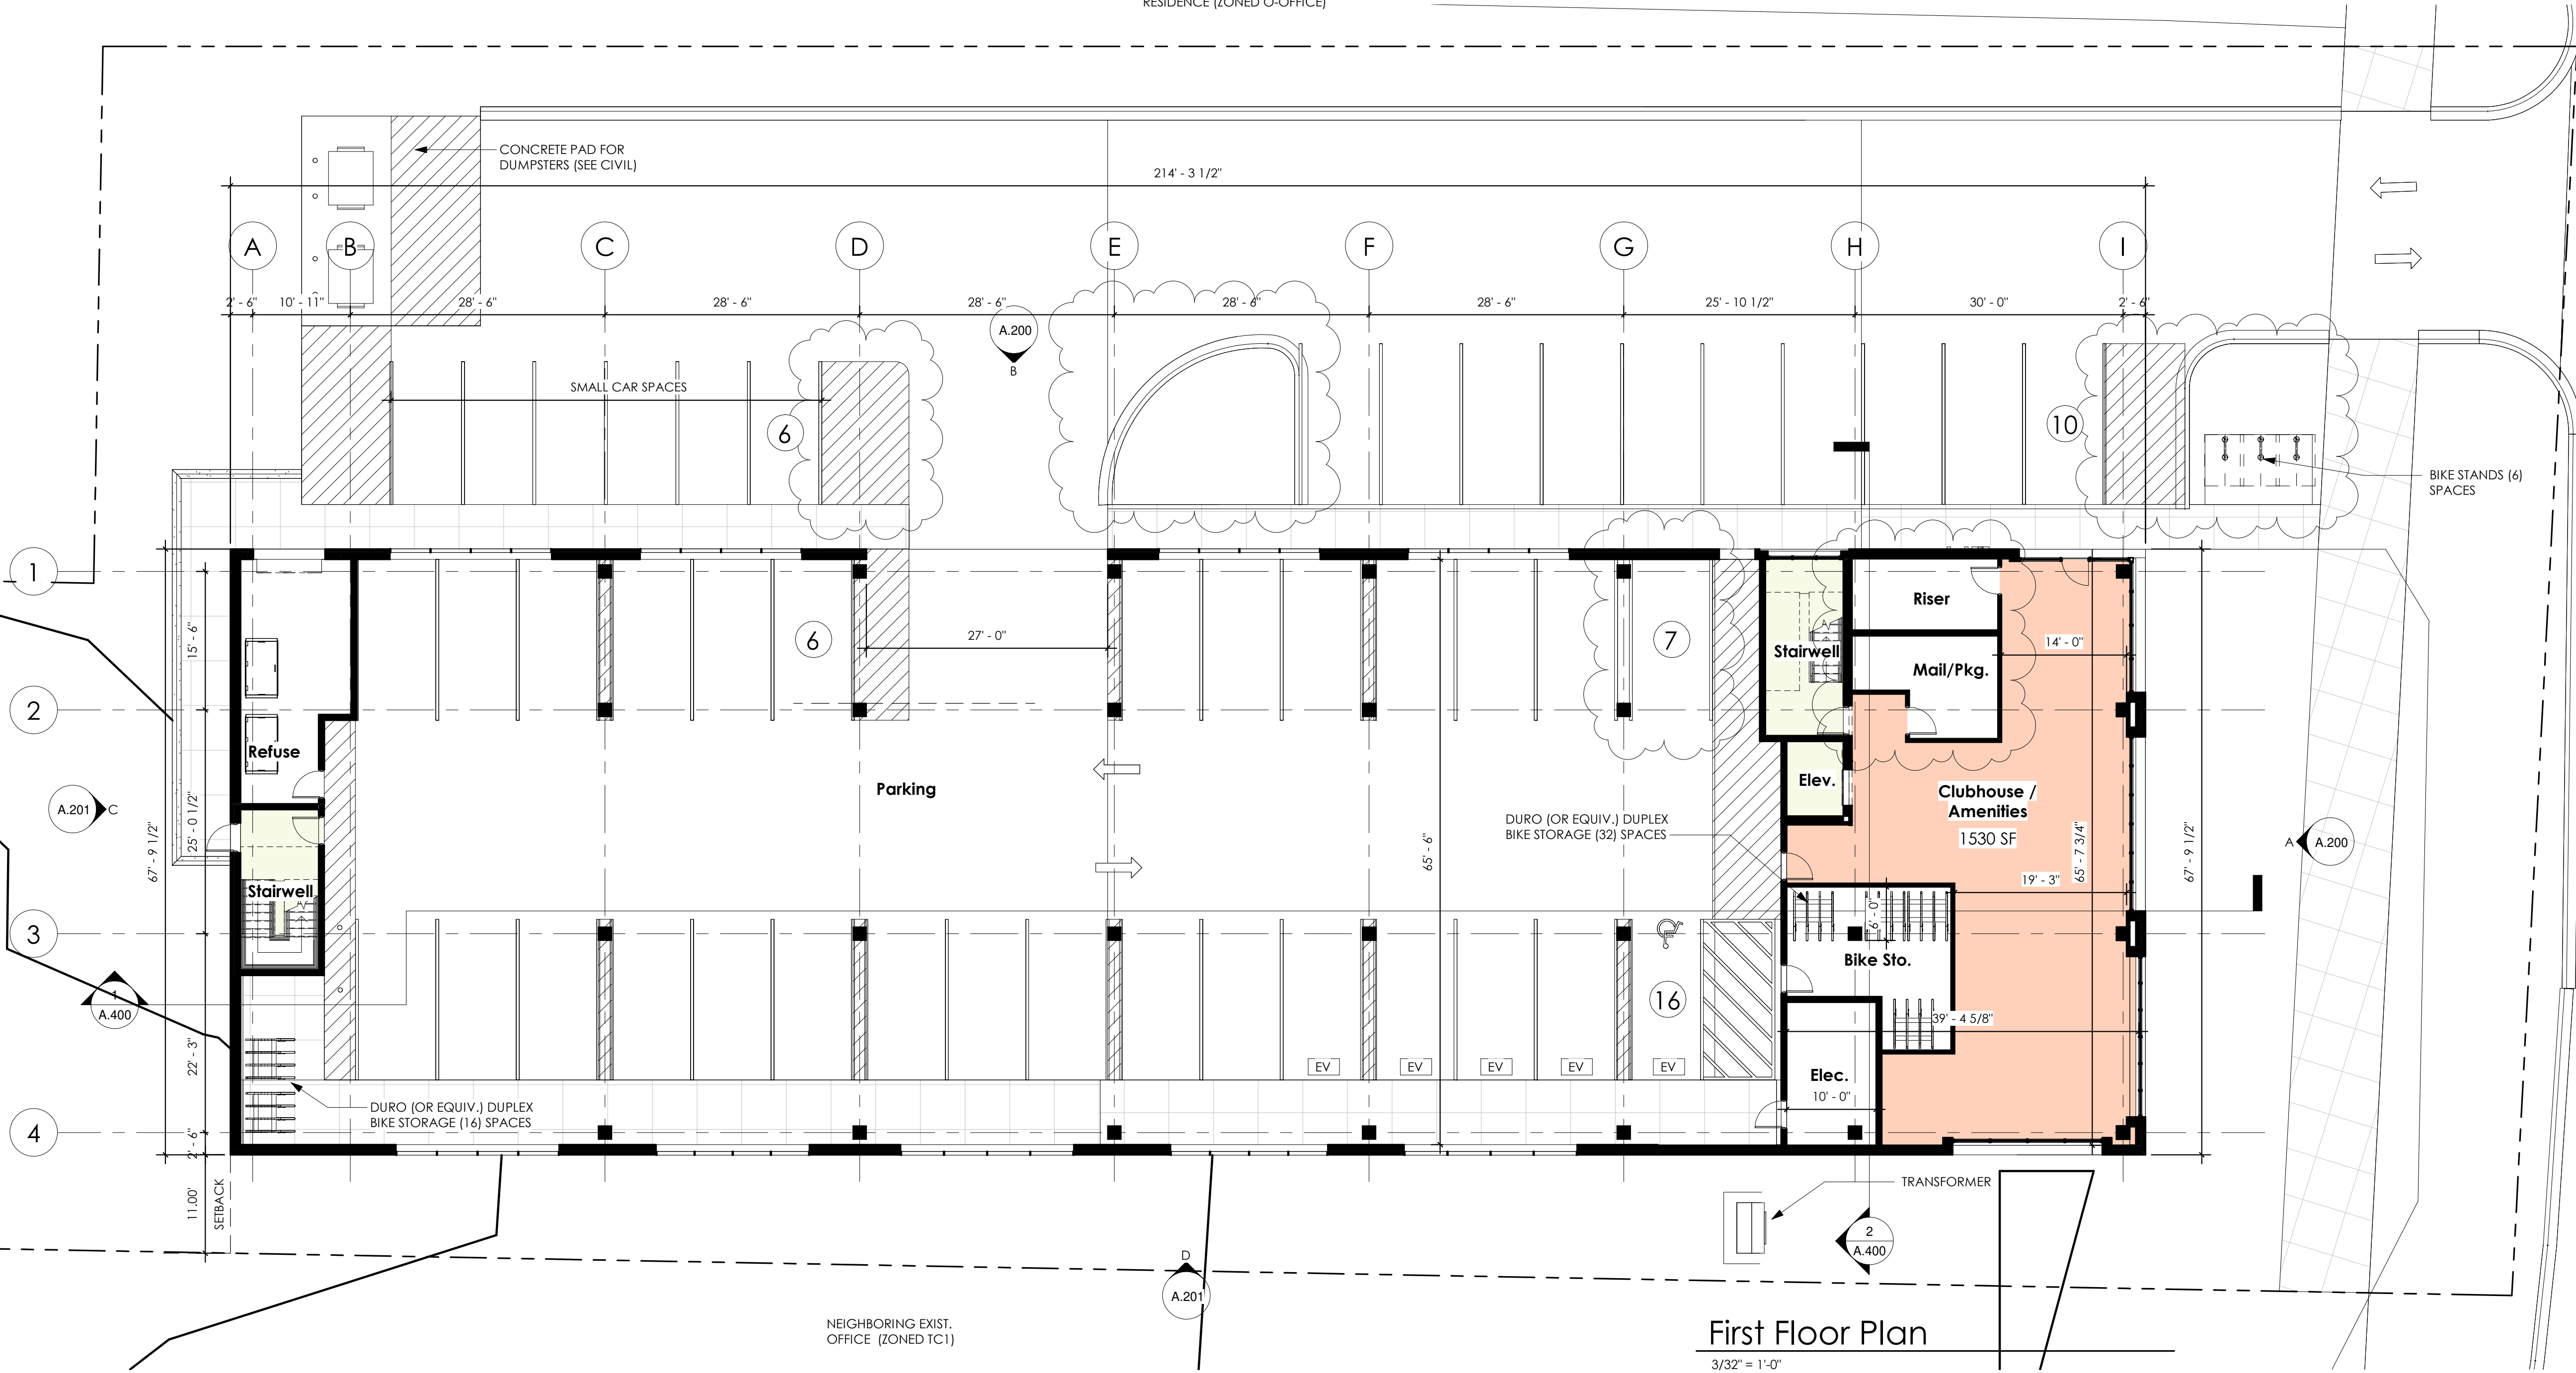 RESIDENCE (ZONED O-OFFICE)
CONCRETE PAD FOR
DUMPSTERS (SEE CIVIL)
214' - 3 1/2"
A
B
C
D
E
F
G
H
I
2' - 6"
10' - 11"
28' - 6"
28' - 6"
28' - 6"
28' - 6"
28' - 6"
25' - 10 1/2"
30' - 0"
2' - 6"
A.200
B
SMALL CAR SPACES
6
10
BIKE STANDS (6)
SPACES
1
2
3
4
15' - 6"
25' - 0 1/2"
22' - 3"
2' - 6"
11.00'
67' - 9 1/2"
SETBACK
A.201
C
1
A.400
Refuse
Stairwell
6
27' - 0"
7
Parking
65' - 6"
Stairwell
Riser
14' - 0"
Mail/Pkg.
Elev.
Clubhouse /
Amenities
1530 SF
65' - 7 3/4"
67' - 9 1/2"
A
A.200
DURO (OR EQUIV.) DUPLEX
BIKE STORAGE (32) SPACES
19' - 3"
6' - 0"
Bike Sto.
16
39' - 4 5/8"
EV
EV
EV
EV
EV
Elec.
10' - 0"
DURO (OR EQUIV.) DUPLEX
BIKE STORAGE (16) SPACES
TRANSFORMER
2
A.400
D
A.201
NEIGHBORING EXIST.
OFFICE (ZONED TC1)
First Floor Plan
3/32" = 1'-0"